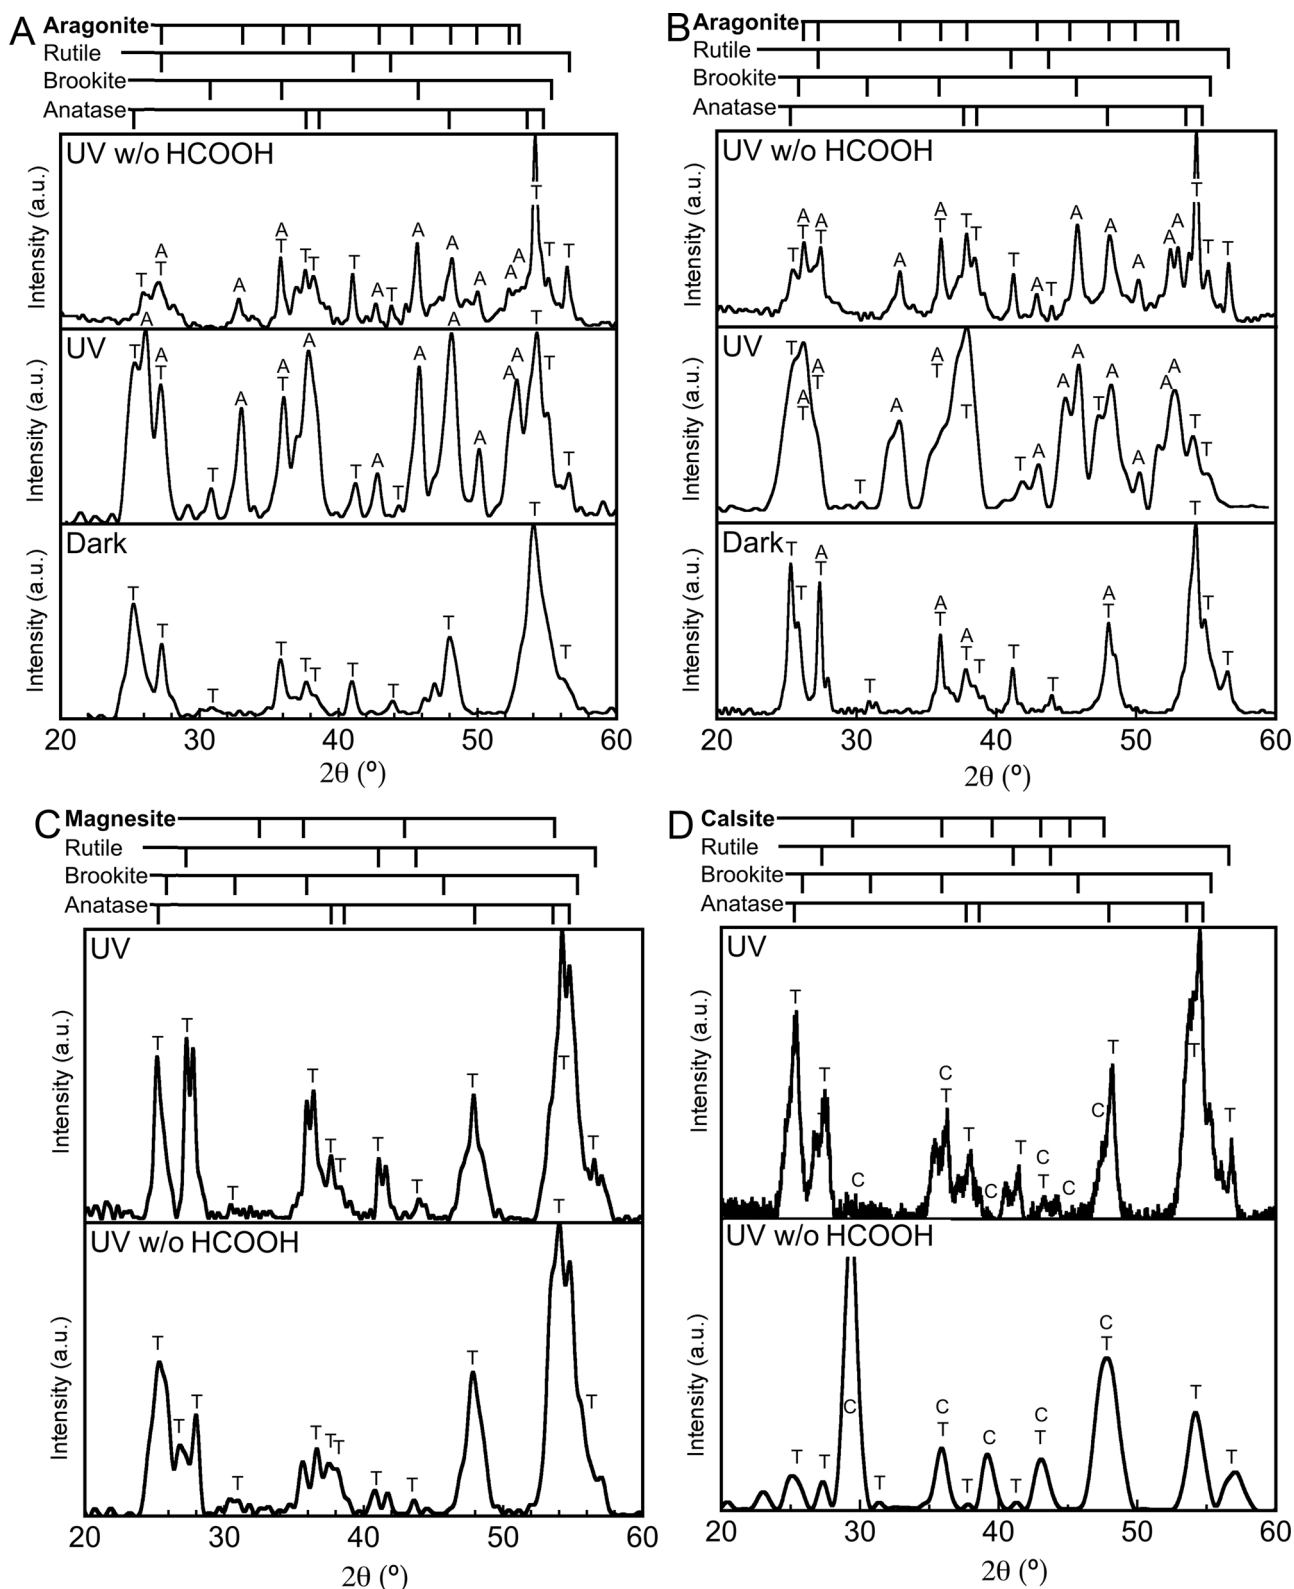 A Aragonite
Rutile
Brookite
Anatase
UV w/o HCOOH
Intensity (a.u.)
T A T A A T T T T A T A A A A A T T T
UV
Intensity (a.u.)
T A A T T A A T A T A T A A A A A T T T
Dark
Intensity (a.u.)
T T T T T T T T T T T
20 30 40 50 60
2θ (º)
B Aragonite
Rutile
Brookite
Anatase
UV w/o HCOOH
Intensity (a.u.)
T A T A T A A T T T T A T A A A A A T T T
UV
Intensity (a.u.)
T A T A T T A A T T T A A A T A A A A T T
Dark
Intensity (a.u.)
T T A T T A T A T T T T A T T T T
20 30 40 50 60
2θ (º)
C Magnesite
Rutile
Brookite
Anatase
UV
Intensity (a.u.)
T T T T T T T T T T T
UV w/o HCOOH
Intensity (a.u.)
T T T T T T T T T T T T
20 30 40 50 60
2θ (º)
D Calsite
Rutile
Brookite
Anatase
UV
Intensity (a.u.)
T T C C T T C T C T C C T T T
UV w/o HCOOH
Intensity (a.u.)
T T C T C T T C T C T C T T T
20 30 40 50 60
2θ (º)